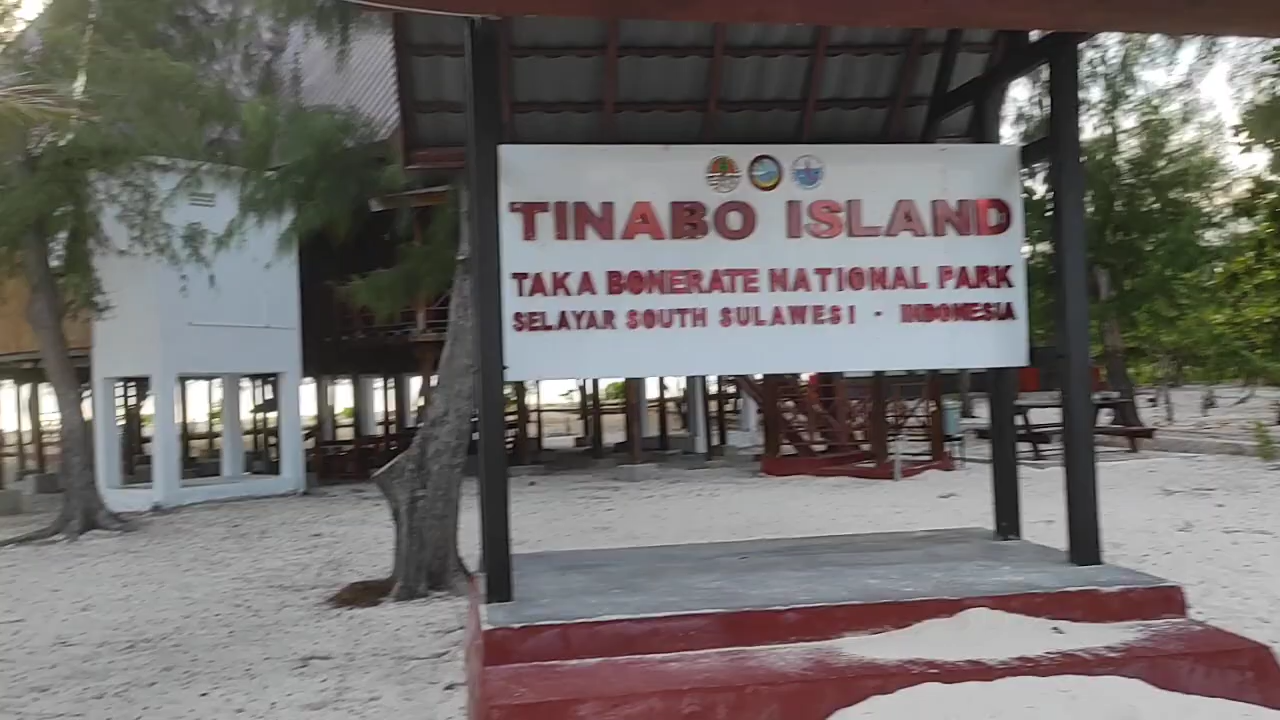 TINABO ISLAND
TAKA BONERATE NATIONAL PARK
SELAYAR SOUTH SULAWESI - INDONESIA